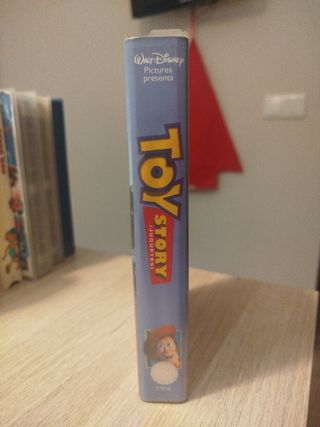 WALT DISNEY
Pictures
presenta
TOY
STORY
(JUGUETES)